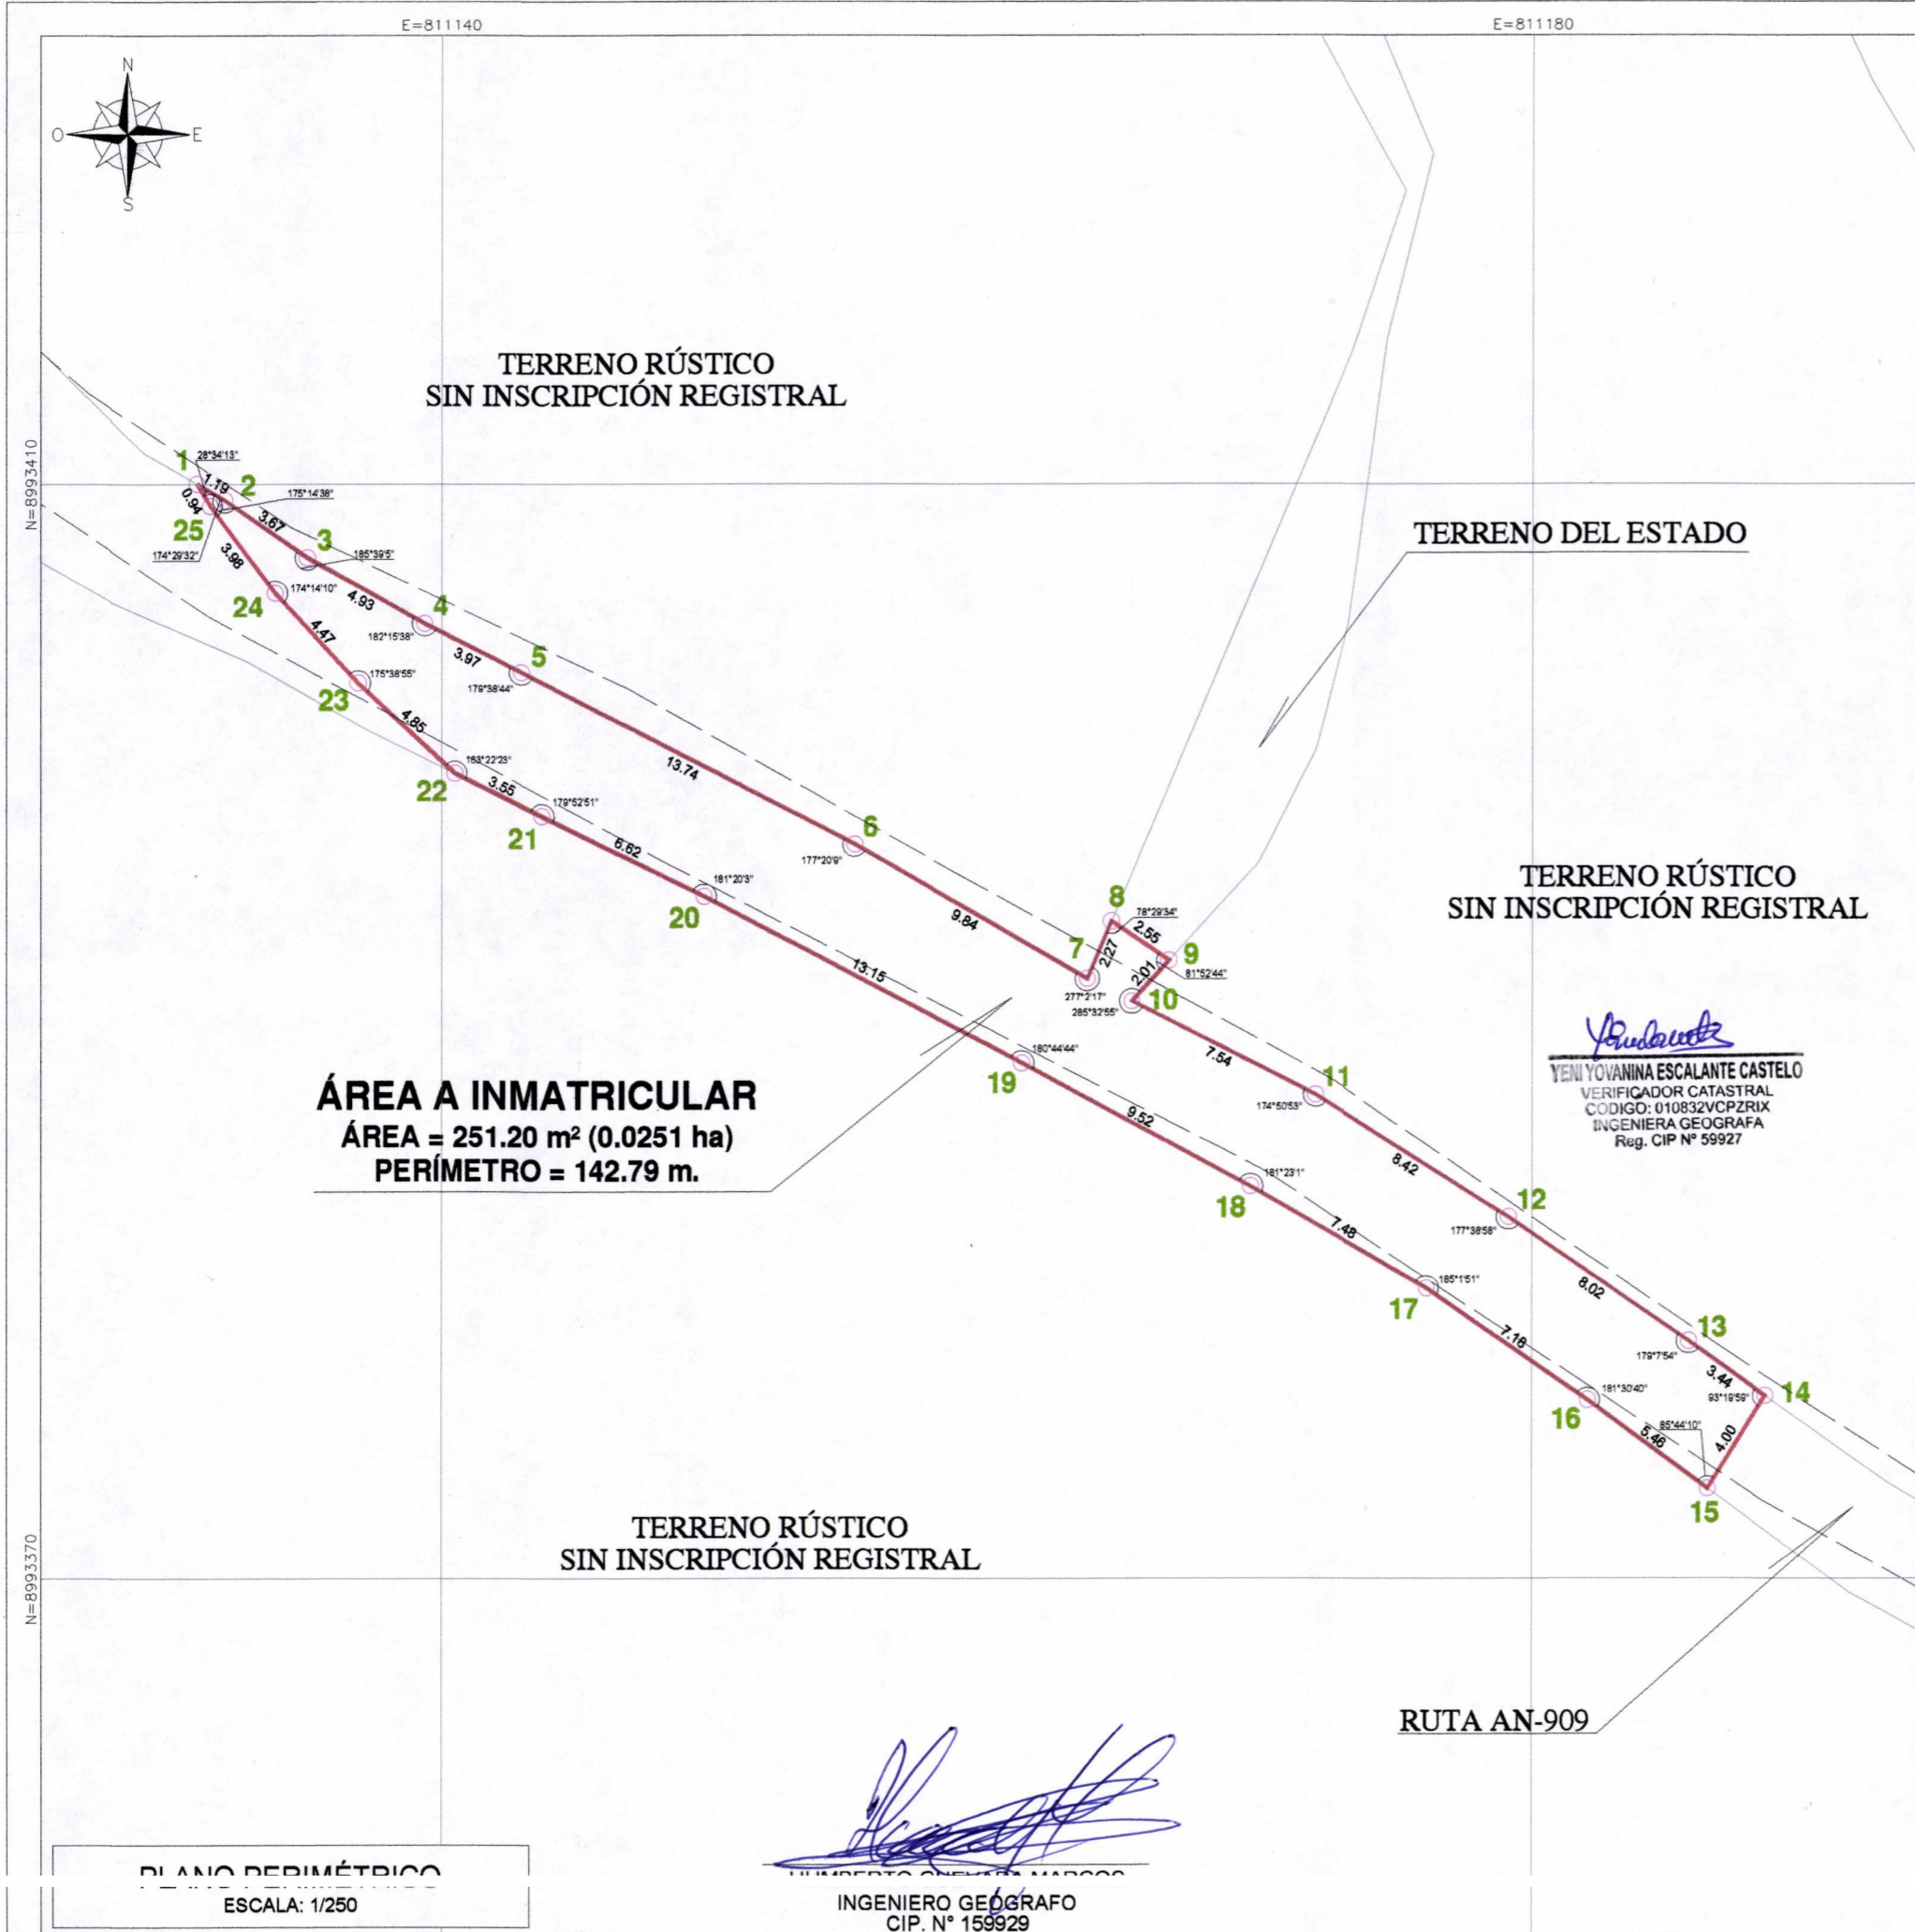 E=811140
E=811180
N
O
E
S
N=8993410
N=8993370
TERRENO RÚSTICO
SIN INSCRIPCIÓN REGISTRAL
1
28°34'13"
1.19
2
175°14'38"
0.94
25
174°29'32"
3.67
3
185°39'5"
3.98
24
174°14'10"
4.93
4
182°15'38"
4.47
23
175°38'55"
3.97
5
179°38'44"
4.85
22
163°22'23"
3.55
21
179°52'51"
13.74
6
177°20'9"
6.62
20
181°20'3"
9.84
7
277°2'17"
2.27
8
78°29'34"
2.55
9
81°52'44"
2.01
10
285°32'55"
13.15
19
180°44'44"
7.54
11
174°50'53"
9.52
18
181°23'1"
8.42
12
177°38'58"
7.48
17
185°1'51"
8.02
13
179°7'54"
7.18
16
181°30'40"
3.44
14
93°19'59"
4.00
5.46
85°44'10"
15
TERRENO DEL ESTADO
TERRENO RÚSTICO
SIN INSCRIPCIÓN REGISTRAL
YENI YOVANINA ESCALANTE CASTELO
VERIFICADOR CATASTRAL
CODIGO: 010832VCPZRIX
INGENIERA GEOGRAFA
Reg. CIP N° 59927
ÁREA A INMATRICULAR
ÁREA = 251.20 m² (0.0251 ha)
PERÍMETRO = 142.79 m.
TERRENO RÚSTICO
SIN INSCRIPCIÓN REGISTRAL
RUTA AN-909
PLANO PERIMÉTRICO
ESCALA: 1/250
HUMBERTO GUEVARA MARCOS
INGENIERO GEÓGRAFO
CIP. N° 159929